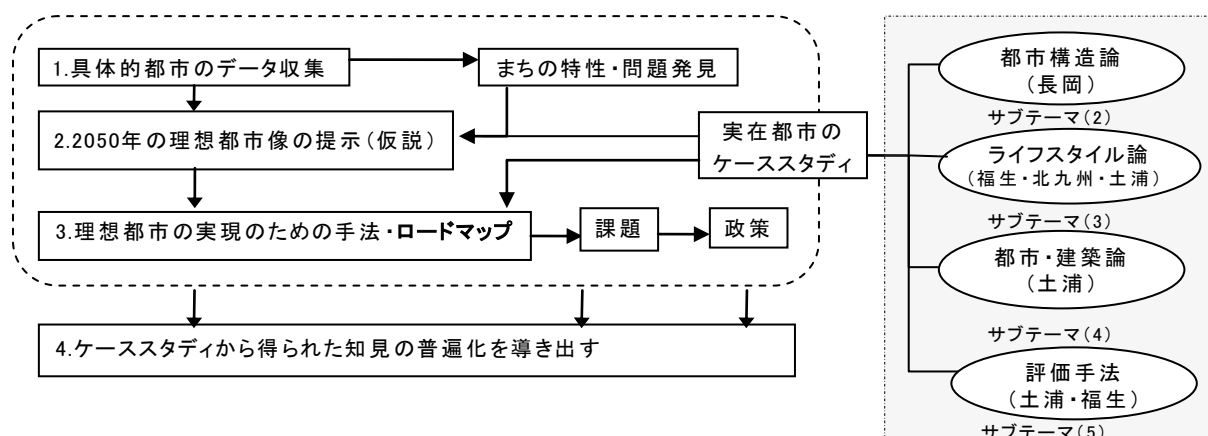 1.具体的都市のデータ収集
まちの特性・問題発見
2.2050年の理想都市像の提示(仮説)
実在都市の
ケーススタディ
3.理想都市の実現のための手法・ロードマップ
課題
政策
4.ケーススタディから得られた知見の普遍化を導き出す
都市構造論
(長岡)
サブテーマ(2)
ライフスタイル論
(福生・北九州・土浦)
サブテーマ(3)
都市・建築論
(土浦)
サブテーマ(4)
評価手法
(土浦・福生)
サブテーマ(5)